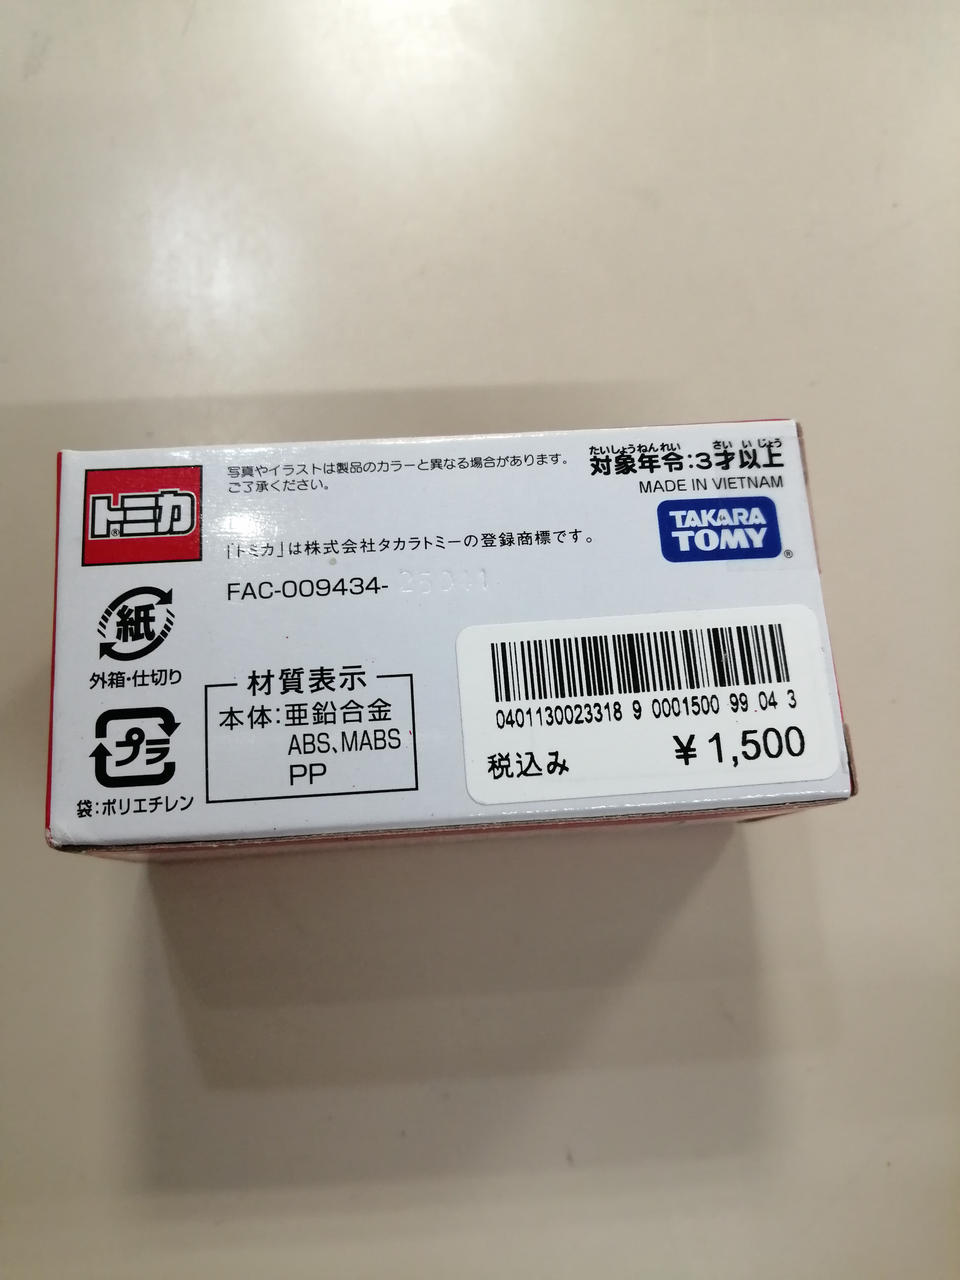 トミカ
写真やイラストは製品のカラーと異なる場合があります。
ご了承ください。
「トミカ」は株式会社タカラトミーの登録商標です。
FAC-009434-
たいしょうねんれい さい い じょう
対象年令:3才以上
MADE IN VIETNAM
TAKARA
TOMY
紙
外箱・仕切り
プラ
袋:ポリエチレン
材質表示
本体:亜鉛合金
ABS、MABS
PP
0401130023318 9 0001500 99 04 3
税込み ¥1,500